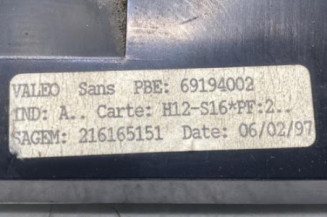 VALEO Sans PBE: 69194002
IND: A.. Carte: H12-S16*PF:2..
SAGEM: 216165151 Date: 06/02/97